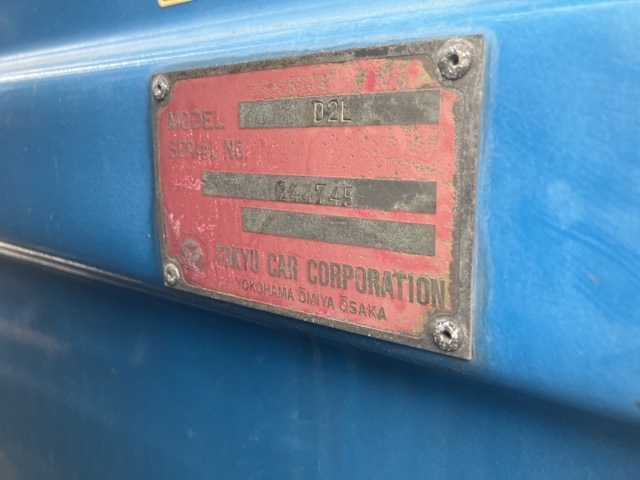 MODEL D2L
SERIAL NO.
244745
TOKYU CAR CORPORATION
YOKOHAMA ŌMIYA ŌSAKA